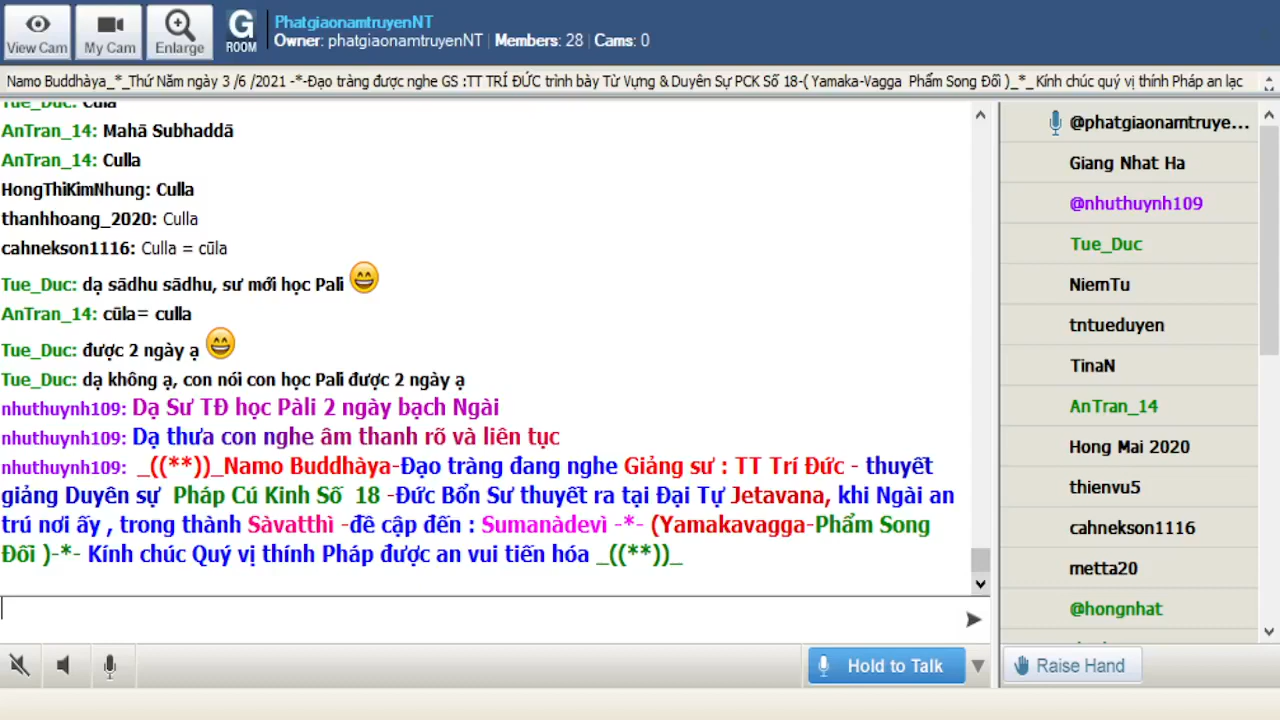 PhatgiaonamtruyenNT
Owner: phatgiaonamtruyenNT | Members: 28 | Cams: 0
View Cam
My Cam
Enlarge
G
ROOM
Namo Buddhàya_*_Thứ Năm ngày 3 /6 /2021 -*-Đạo tràng được nghe GS :TT TRÍ ĐỨC trình bày Từ Vựng & Duyên Sự PCK Số 18-( Yamaka-Vagga Phẩm Song Đối )_*_ Kính chúc quý vị thính Pháp an lạc
Tue_Duc: Culla
AnTran_14: Mahā Subhaddā
AnTran_14: Culla
HongThiKimNhung: Culla
thanhhoang_2020: Culla
cahnekson1116: Culla = cūla
Tue_Duc: dạ sādhu sādhu, sư mới học Pali 😄
AnTran_14: cūla= culla
Tue_Duc: được 2 ngày ạ 😄
Tue_Duc: dạ không ạ, con nói con học Pali được 2 ngày ạ
nhuthuynh109: Dạ Sư TĐ học Pàli 2 ngày bạch Ngài
nhuthuynh109: Dạ thưa con nghe âm thanh rõ và liên tục
nhuthuynh109: _((**))_Namo Buddhàya-Đạo tràng đang nghe Giảng sư : TT Trí Đức - thuyết
giảng Duyên sự Pháp Cú Kinh Số 18 -Đức Bổn Sư thuyết ra tại Đại Tự Jetavana, khi Ngài an
trú nơi ấy , trong thành Sàvatthì -đề cập đến : Sumanàdevì -*- (Yamakavagga-Phẩm Song
Đối )-*- Kính chúc Quý vị thính Pháp được an vui tiến hóa _((**))_
@phatgiaonamtruye...
Giang Nhat Ha
@nhuthuynh109
Tue_Duc
NiemTu
tntueduyen
TinaN
AnTran_14
Hong Mai 2020
thienvu5
cahnekson1116
metta20
@hongnhat
Hold to Talk
Raise Hand